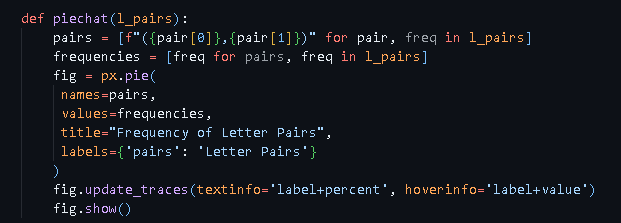 def piechat(l_pairs):
    pairs = [f"({pair[0]},{pair[1]})" for pair, freq in l_pairs]
    frequencies = [freq for pairs, freq in l_pairs]
    fig = px.pie(
     names=pairs,
     values=frequencies,
     title="Frequency of Letter Pairs",
     labels={'pairs': 'Letter Pairs'}
    )
    fig.update_traces(textinfo='label+percent', hoverinfo='label+value')
    fig.show()